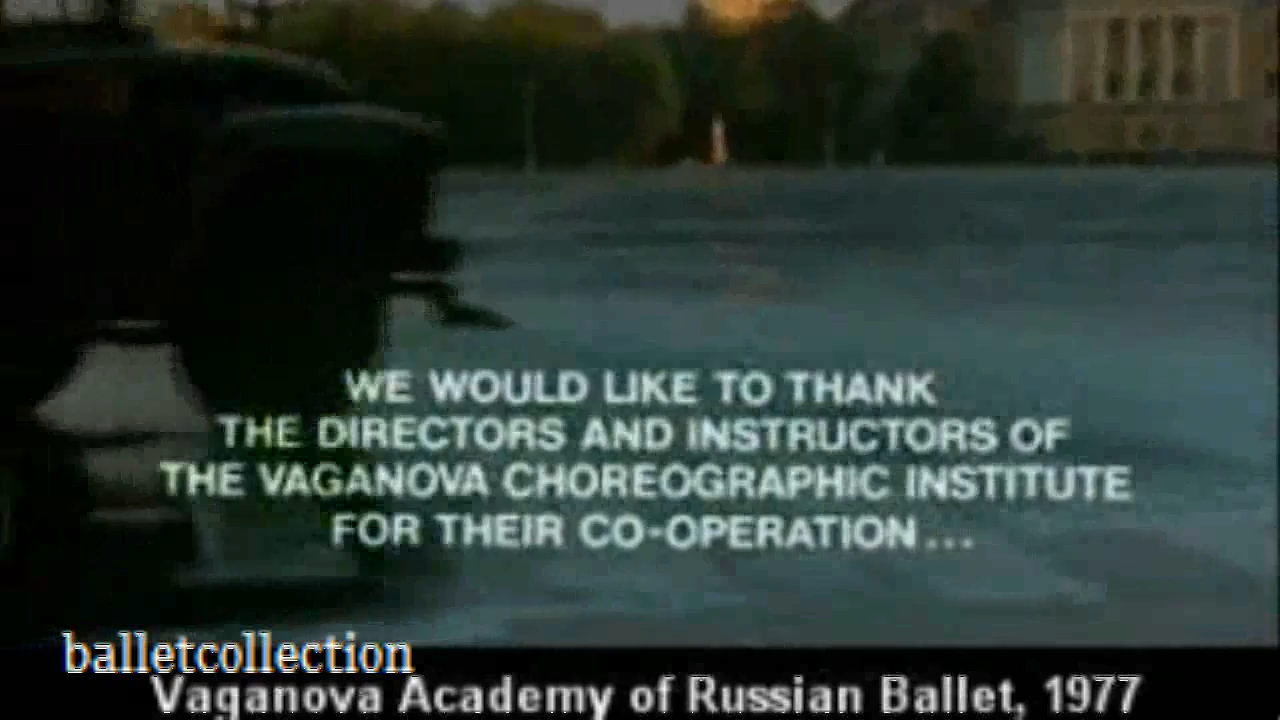 WE WOULD LIKE TO THANK
THE DIRECTORS AND INSTRUCTORS OF
THE VAGANOVA CHOREOGRAPHIC INSTITUTE
FOR THEIR CO-OPERATION...
balletcollection
Vaganova Academy of Russian Ballet, 1977